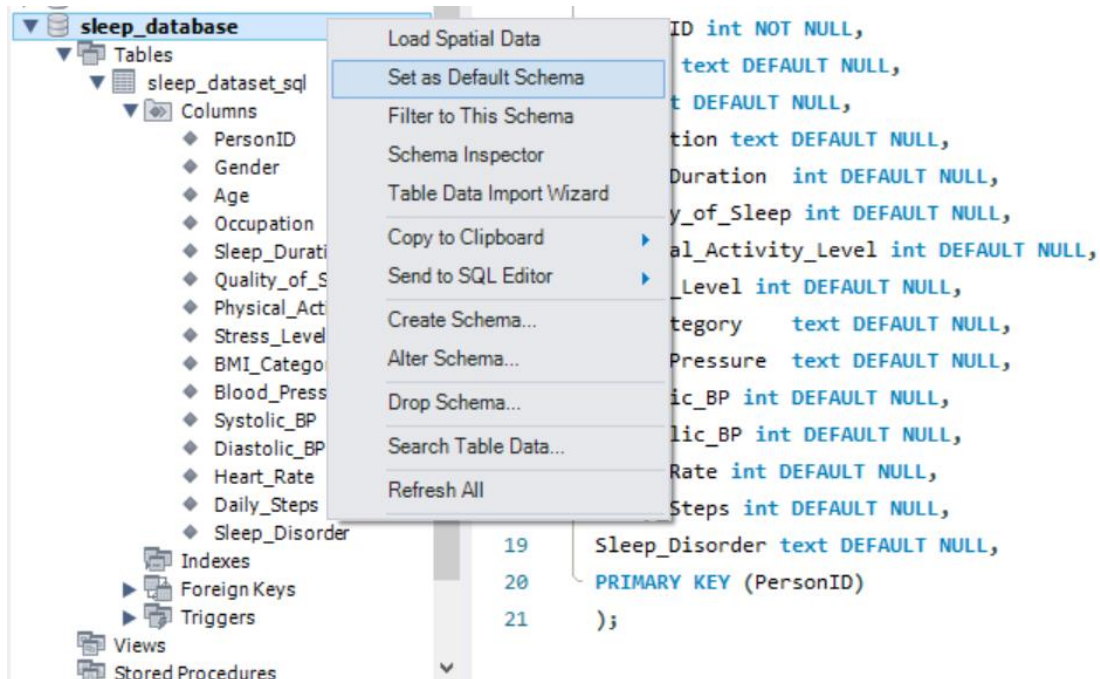 sleep_database
Tables
sleep_dataset_sql
Columns
PersonID
Gender
Age
Occupation
Sleep_Durati
Quality_of_S
Physical_Acti
Stress_Level
BMI_Catego
Blood_Press
Systolic_BP
Diastolic_BP
Heart_Rate
Daily_Steps
Sleep_Disorder
Indexes
Foreign Keys
Triggers
Views
Stored Procedures
Load Spatial Data
Set as Default Schema
Filter to This Schema
Schema Inspector
Table Data Import Wizard
Copy to Clipboard
Send to SQL Editor
Create Schema...
Alter Schema...
Drop Schema...
Search Table Data...
Refresh All
ID int NOT NULL,
text DEFAULT NULL,
t DEFAULT NULL,
tion text DEFAULT NULL,
Duration int DEFAULT NULL,
y_of_Sleep int DEFAULT NULL,
al_Activity_Level int DEFAULT NULL,
_Level int DEFAULT NULL,
tegory text DEFAULT NULL,
Pressure text DEFAULT NULL,
ic_BP int DEFAULT NULL,
lic_BP int DEFAULT NULL,
Rate int DEFAULT NULL,
Steps int DEFAULT NULL,
19 Sleep_Disorder text DEFAULT NULL,
20 PRIMARY KEY (PersonID)
21 );